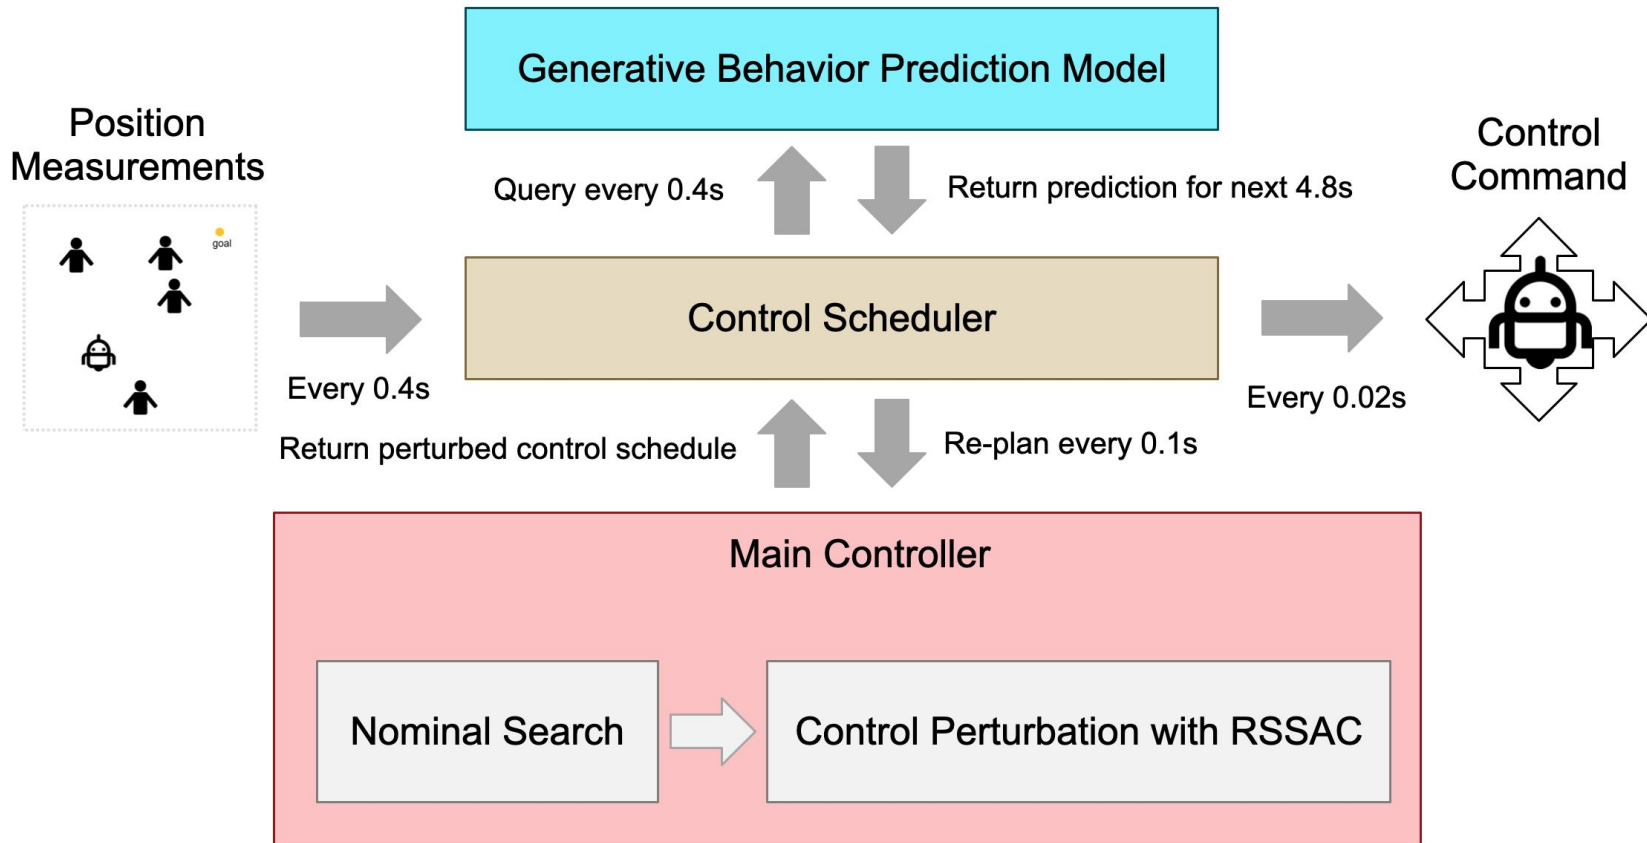 Generative Behavior Prediction Model
Position
Measurements
goal
Query every 0.4s
Return prediction for next 4.8s
Control
Command
Control Scheduler
Every 0.4s
Every 0.02s
Return perturbed control schedule
Re-plan every 0.1s
Main Controller
Nominal Search
Control Perturbation with RSSAC